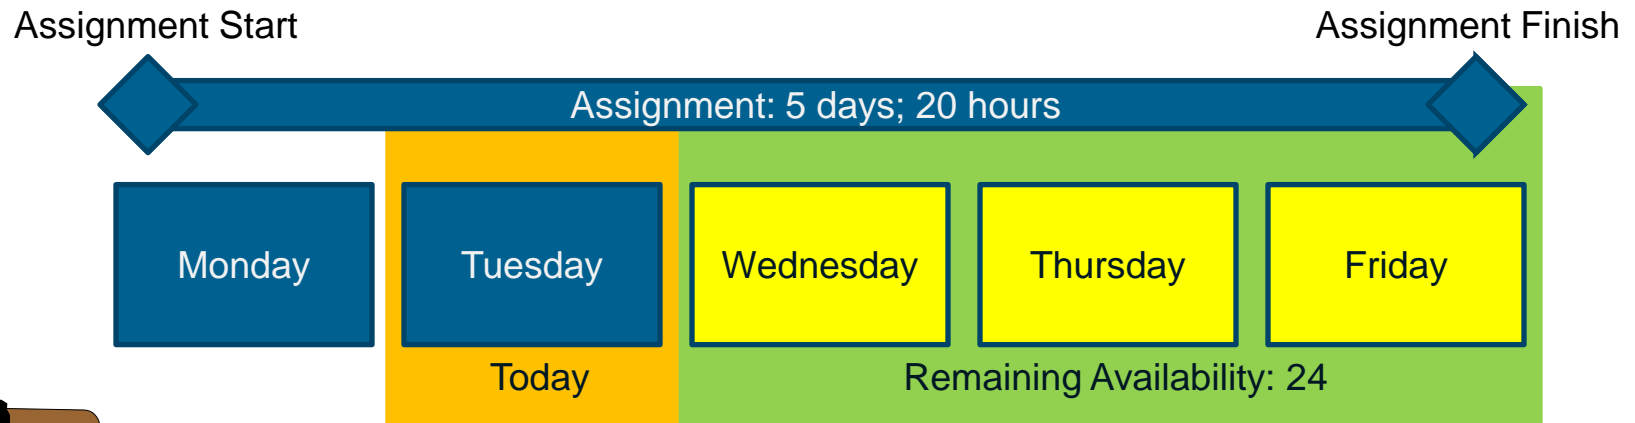 Assignment Start
Assignment Finish
Assignment: 5 days; 20 hours
Monday
Tuesday
Wednesday
Thursday
Friday
Today
Remaining Availability: 24